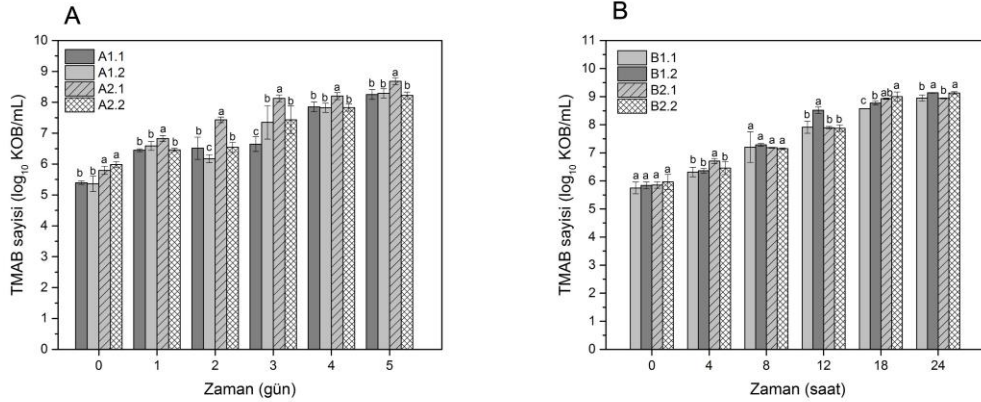 A
TMAB sayisi (log10 KOB/mL)
10
9
8
7
6
5
4
3
2
1
0
A1.1
A1.2
A2.1
A2.2
b b a a
b b a b
b c a b
c b a b
b b a b
b b a b
0 1 2 3 4 5
Zaman (gün)
B
TMAB sayisi (log10 KOB/mL)
11
10
9
8
7
6
5
4
3
2
1
0
B1.1
B1.2
B2.1
B2.2
a a a a
b b a b
a a a a
b a b b
c b ab a
b a b a
0 4 8 12 18 24
Zaman (saat)